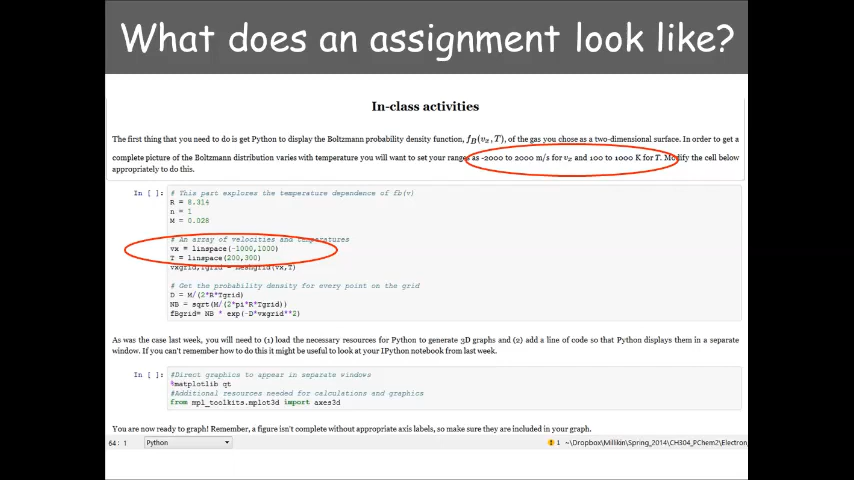 What does an assignment look like?
In-class activities
The first thing that you need to do is get Python to display the Boltzmann probability density function, fB(vx, T), of the gas you chose as a two-dimensional surface. In order to get a
complete picture of the Boltzmann distribution varies with temperature you will want to set your ranges as -2000 to 2000 m/s for vx and 100 to 1000 K for T. Modify the cell below
appropriately to do this.
In [ ]: # This part explores the temperature dependence of fb(v)
R = 8.314
n = 1
M = 0.028
# An array of velocities and temperatures
vx = linspace(-1000,1000)
T = linspace(200,300)
vxgrid,Tgrid = meshgrid(vx,T)
# Get the probability density for every point on the grid
D = M/(2*R*Tgrid)
NB = sqrt(M/(2*pi*R*Tgrid))
fBgrid= NB * exp(-D*vxgrid**2)
As was the case last week, you will need to (1) load the necessary resources for Python to generate 3D graphs and (2) add a line of code so that Python displays them in a separate
window. If you can't remember how to do this it might be useful to look at your IPython notebook from last week.
In [ ]: #Direct graphics to appear in separate windows
%matplotlib qt
#Additional resources needed for calculations and graphics
from mpl_toolkits.mplot3d import axes3d
You are now ready to graph! Remember, a figure isn't complete without appropriate axis labels, so make sure they are included in your graph.
64: 1 Python 1 ~\Dropbox\Millikin\Spring_2014\CH304_PChem2\Electron